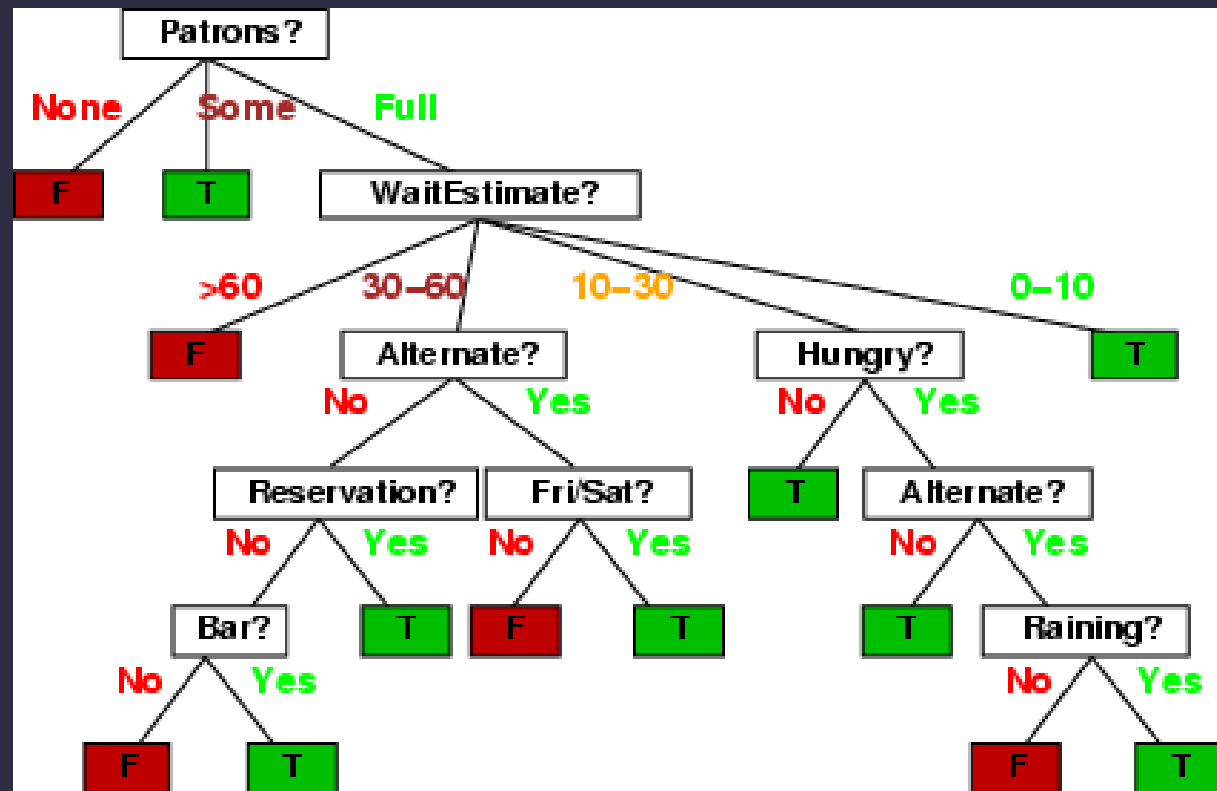 Patrons?
None Some Full
F T WaitEstimate?
>60 30–60 10–30 0–10
F Alternate? Hungry? T
No Yes No Yes
Reservation? Fri/Sat? T Alternate?
No Yes No Yes No Yes
Bar? T F T T Raining?
No Yes No Yes
F T F T